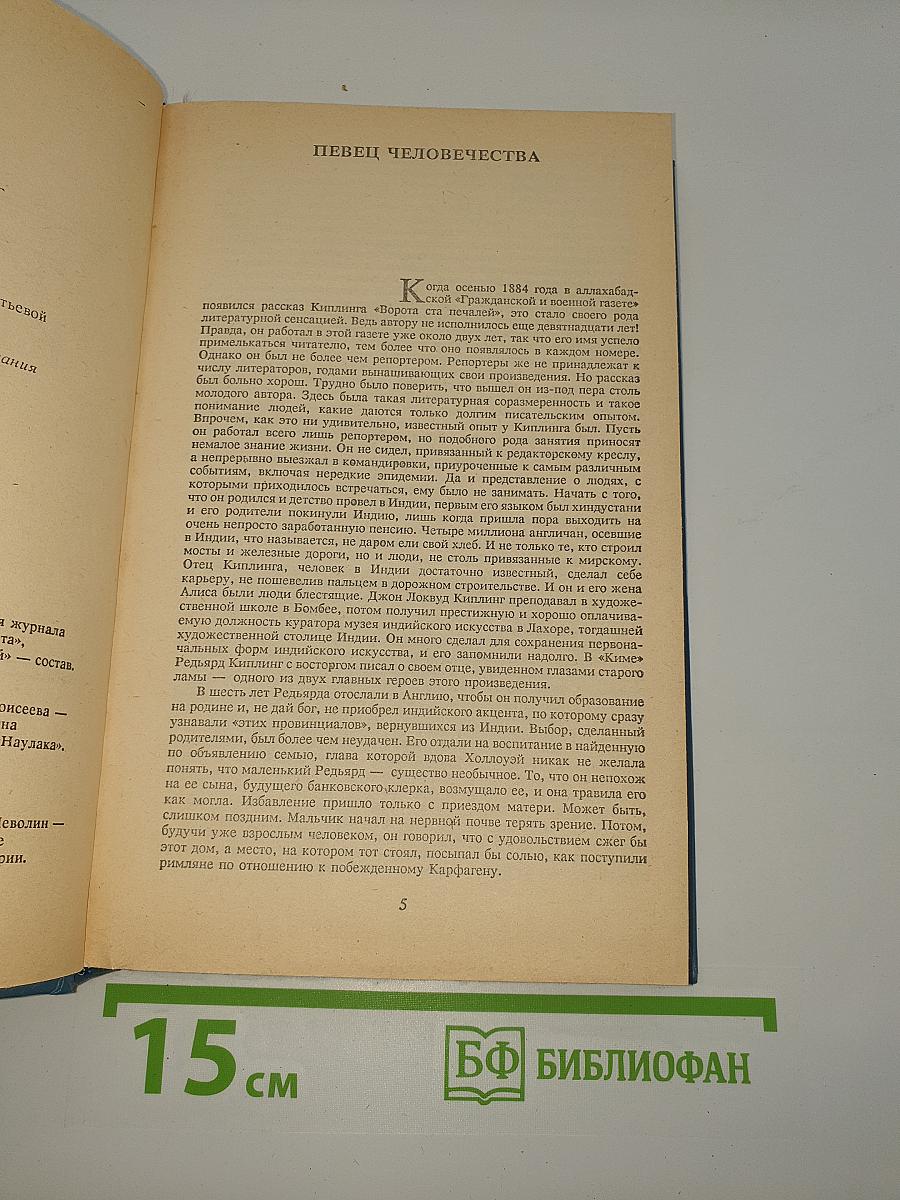 тьевой
ания
я журнала
та»,
й» — состав,
оисеева —
на
Наулака».
Неволин —
е
рии.
ПЕВЕЦ ЧЕЛОВЕЧЕСТВА
Когда осенью 1884 года в аллахабад-
ской «Гражданской и военной газете»
появился рассказ Киплинга «Ворота ста печалей», это стало своего рода
литературной сенсацией. Ведь автору не исполнилось еще девятнадцати лет!
Правда, он работал в этой газете уже около двух лет, так что его имя успело
примелькаться читателю, тем более что оно появлялось в каждом номере.
Однако он был не более чем репортером. Репортеры же не принадлежат к
числу литераторов, годами вынашивающих свои произведения. Но рассказ
был больно хорош. Трудно было поверить, что вышел он из-под пера столь
молодого автора. Здесь была такая литературная соразмеренность и такое
понимание людей, какие даются только долгим писательским опытом.
Впрочем, как это ни удивительно, известный опыт у Киплинга был. Пусть
он работал всего лишь репортером, но подобного рода занятия приносят
немалое знание жизни. Он не сидел, привязанный к редакторскому креслу,
а непрерывно выезжал в командировки, приуроченные к самым различным
событиям, включая нередкие эпидемии. Да и представление о людях, с
которыми приходилось встречаться, ему было не занимать. Начать с того,
что он родился и детство провел в Индии, первым его языком был хиндустани
и его родители покинули Индию, лишь когда пришла пора выходить на
очень непросто заработанную пенсию. Четыре миллиона англичан, осевшие
в Индии, что называется, не даром ели свой хлеб. И не только те, кто строил
мосты и железные дороги, но и люди, не столь привязанные к мирскому.
Отец Киплинга, человек в Индии достаточно известный, сделал себе
карьеру, не пошевелив пальцем в дорожном строительстве. И он и его жена
Алиса были люди блестящие. Джон Локвуд Киплинг преподавал в художе-
ственной школе в Бомбее, потом получил престижную и хорошо оплачива-
емую должность куратора музея индийского искусства в Лахоре, тогдашней
художественной столице Индии. Он много сделал для сохранения первона-
чальных форм индийского искусства, и его запомнили надолго. В «Киме»
Редьярд Киплинг с восторгом писал о своем отце, увиденном глазами старого
ламы — одного из двух главных героев этого произведения.
В шесть лет Редьярда отослали в Англию, чтобы он получил образование
на родине и, не дай бог, не приобрел индийского акцента, по которому сразу
узнавали «этих провинциалов», вернувшихся из Индии. Выбор, сделанный
родителями, был более чем неудачен. Его отдали на воспитание в найденную
по объявлению семью, глава которой вдова Холлоуэй никак не желала
понять, что маленький Редьярд — существо необычное. То, что он непохож
на ее сына, будущего банковского клерка, возмущало ее, и она травила его
как могла. Избавление пришло только с приездом матери. Может быть,
слишком поздним. Мальчик начал на нервной почве терять зрение. Потом,
будучи уже взрослым человеком, он говорил, что с удовольствием сжег бы
этот дом, а место, на котором тот стоял, посыпал бы солью, как поступили
римляне по отношению к побежденному Карфагену.
5
15 см
БФ БИБЛИОФАН